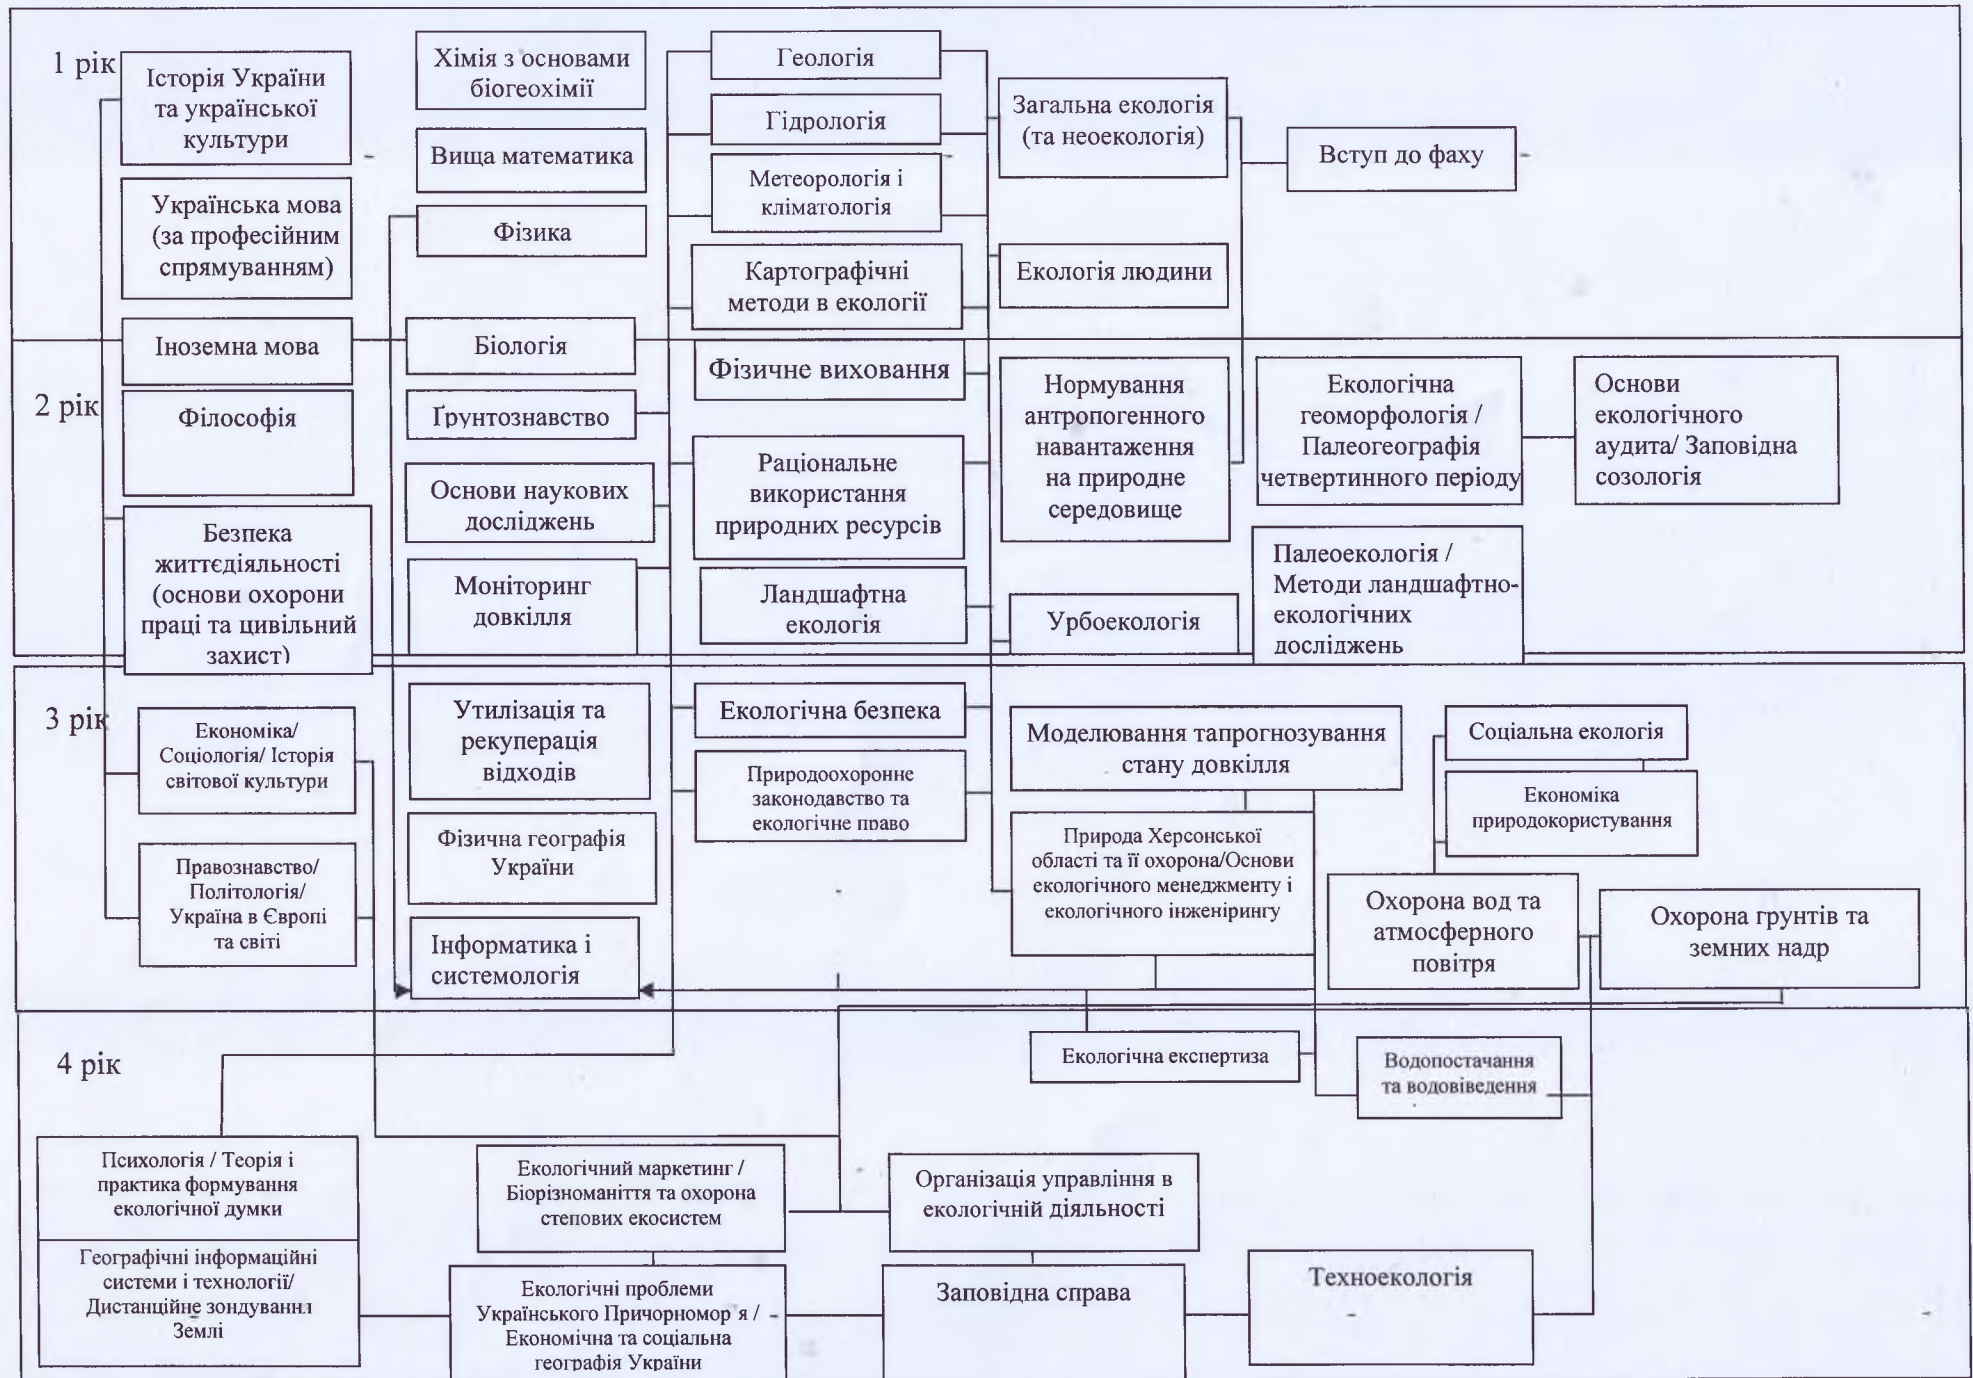 1 рік
Історія України
та української
культури
Українська мова
(за професійним
спрямуванням)
Іноземна мова
Хімія з основами
біогеохімії
Вища математика
Фізика
Біологія
Геологія
Гідрологія
Метеорологія і
кліматологія
Картографічні
методи в екології
Загальна екологія
(та неоекологія)
Екологія людини
Вступ до фаху
2 рік
Філософія
Безпека
життєдіяльності
(основи охорони
праці та цивільний
захист)
Ґрунтознавство
Основи наукових
досліджень
Моніторинг
довкілля
Фізичне виховання
Раціональне
використання
природних ресурсів
Ландшафтна
екологія
Нормування
антропогенного
навантаження
на природне
середовище
Урбоекологія
Екологічна
геоморфологія /
Палеогеографія
четвертинного періоду
Палеоекологія /
Методи ландшафтно-
екологічних
досліджень
Основи
екологічного
аудита/ Заповідна
созологія
3 рік
Економіка/
Соціологія/ Історія
світової культури
Правознавство/
Політологія/
Україна в Європі
та світі
Утилізація та
рекуперація
відходів
Фізична географія
України
Інформатика і
системологія
Екологічна безпека
Природоохоронне
законодавство та
екологічне право
Моделювання тапрогнозування
стану довкілля
Природа Херсонської
області та її охорона/Основи
екологічного менеджменту і
екологічного інженірингу
Соціальна екологія
Економіка
природокористування
Охорона вод та
атмосферного
повітря
Охорона грунтів та
земних надр
4 рік
Екологічна експертиза
Водопостачання
та водовіведення
Психологія / Теорія і
практика формування
екологічної думки
Географічні інформаційні
системи і технології/
Дистанційне зондування
Землі
Екологічний маркетинг /
Біорізноманіття та охорона
степових екосистем
Екологічні проблеми
Українського Причорномор'я /
Економічна та соціальна
географія України
Організація управління в
екологічній діяльності
Заповідна справа
Техноекологія